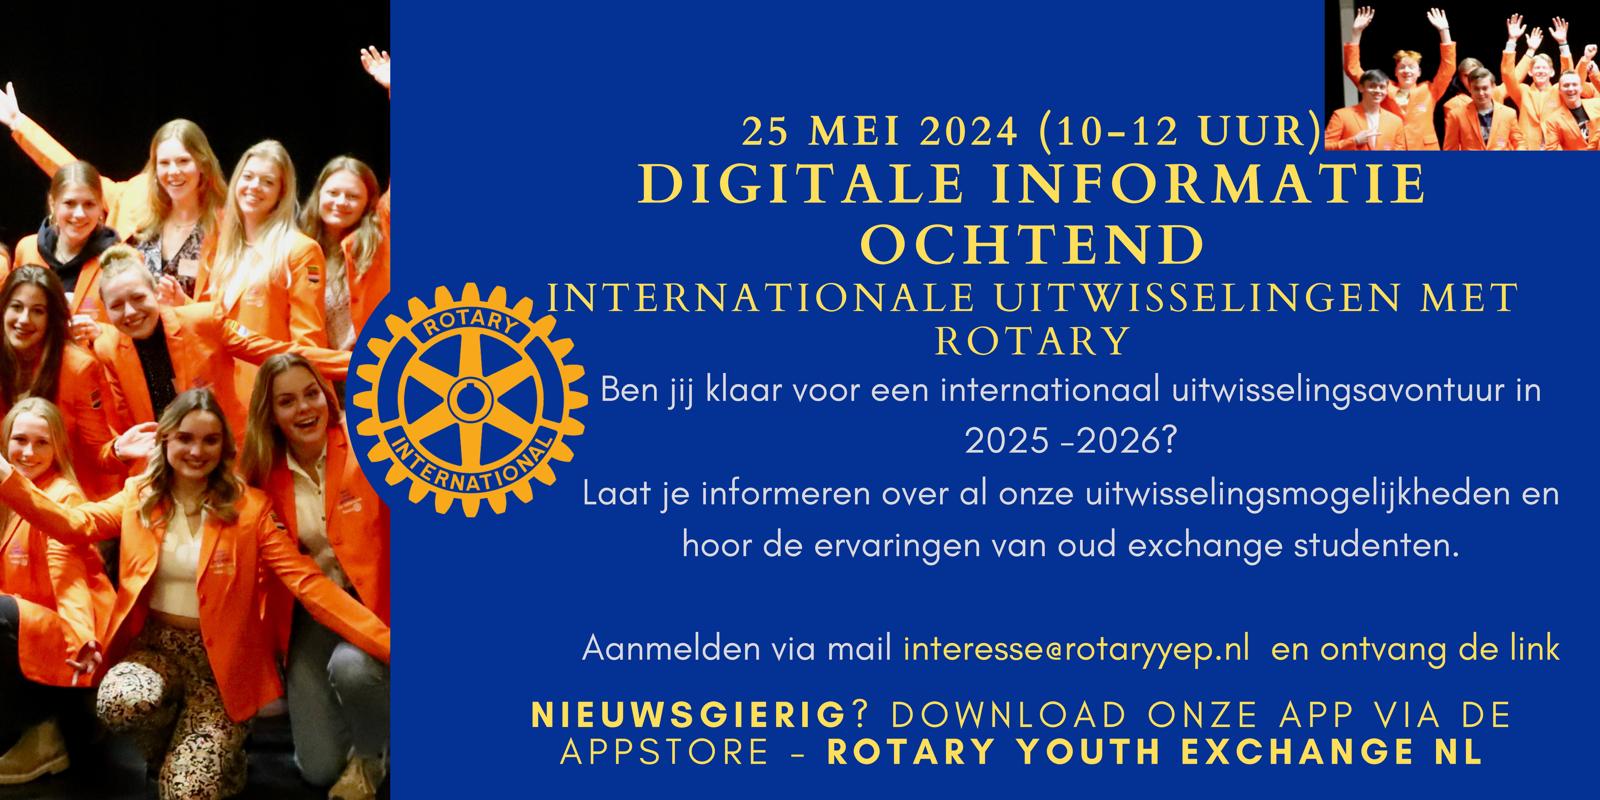 25 MEI 2024 (10-12 UUR)
DIGITALE INFORMATIE
OCHTEND
INTERNATIONALE UITWISSELINGEN MET
ROTARY
ROTARY
INTERNATIONAL
Ben jij klaar voor een internationaal uitwisselingsavontuur in
2025 -2026?
Laat je informeren over al onze uitwisselingsmogelijkheden en
hoor de ervaringen van oud exchange studenten.
Aanmelden via mail interesse@rotaryyep.nl en ontvang de link
NIEUWSGIERIG? DOWNLOAD ONZE APP VIA DE
APPSTORE - ROTARY YOUTH EXCHANGE NL